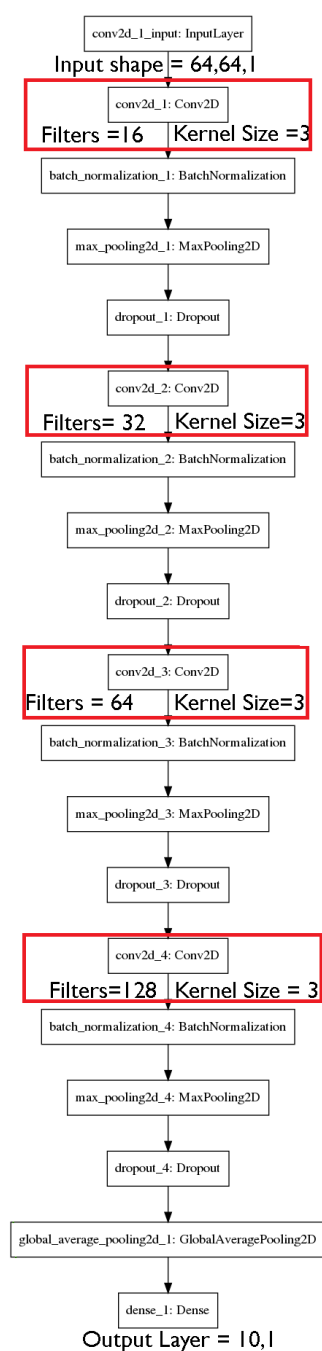 conv2d_1_input: InputLayer
Input shape = 64,64,1
conv2d_1: Conv2D
Filters =16 Kernel Size =3
batch_normalization_1: BatchNormalization
max_pooling2d_1: MaxPooling2D
dropout_1: Dropout
conv2d_2: Conv2D
Filters= 32 Kernel Size=3
batch_normalization_2: BatchNormalization
max_pooling2d_2: MaxPooling2D
dropout_2: Dropout
conv2d_3: Conv2D
Filters = 64 Kernel Size=3
batch_normalization_3: BatchNormalization
max_pooling2d_3: MaxPooling2D
dropout_3: Dropout
conv2d_4: Conv2D
Filters=128 Kernel Size = 3
batch_normalization_4: BatchNormalization
max_pooling2d_4: MaxPooling2D
dropout_4: Dropout
global_average_pooling2d_1: GlobalAveragePooling2D
dense_1: Dense
Output Layer = 10,1